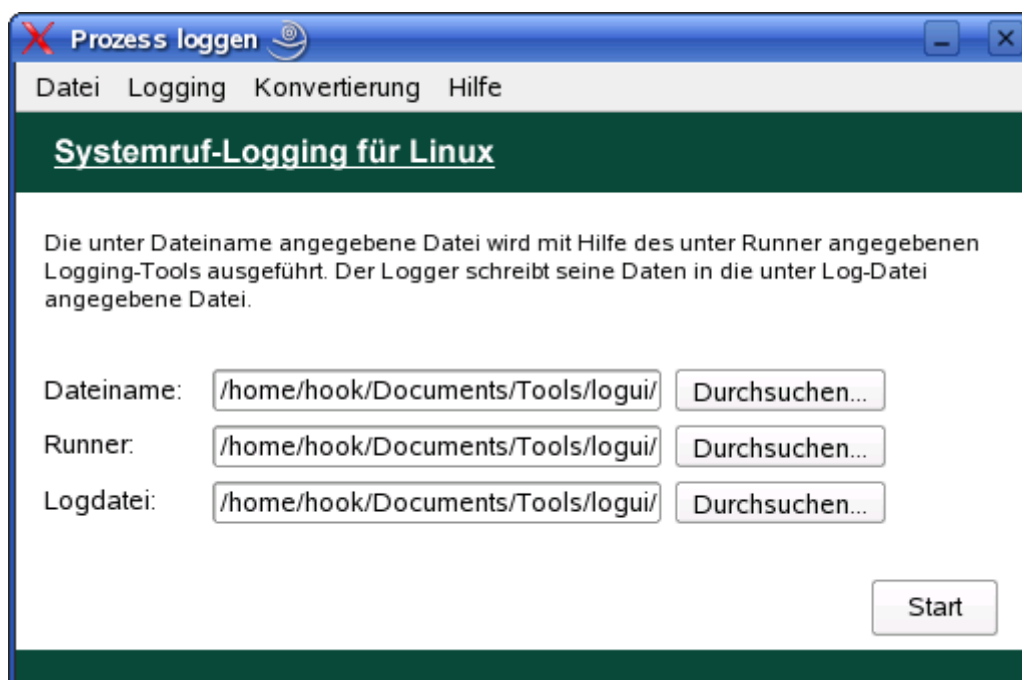 Prozess loggen
Datei Logging Konvertierung Hilfe
Systemruf-Logging für Linux
Die unter Dateiname angegebene Datei wird mit Hilfe des unter Runner angegebenen
Logging-Tools ausgeführt. Der Logger schreibt seine Daten in die unter Log-Datei
angegebene Datei.
Dateiname: /home/hook/Documents/Tools/logui/ Durchsuchen...
Runner: /home/hook/Documents/Tools/logui/ Durchsuchen...
Logdatei: /home/hook/Documents/Tools/logui/ Durchsuchen...
Start